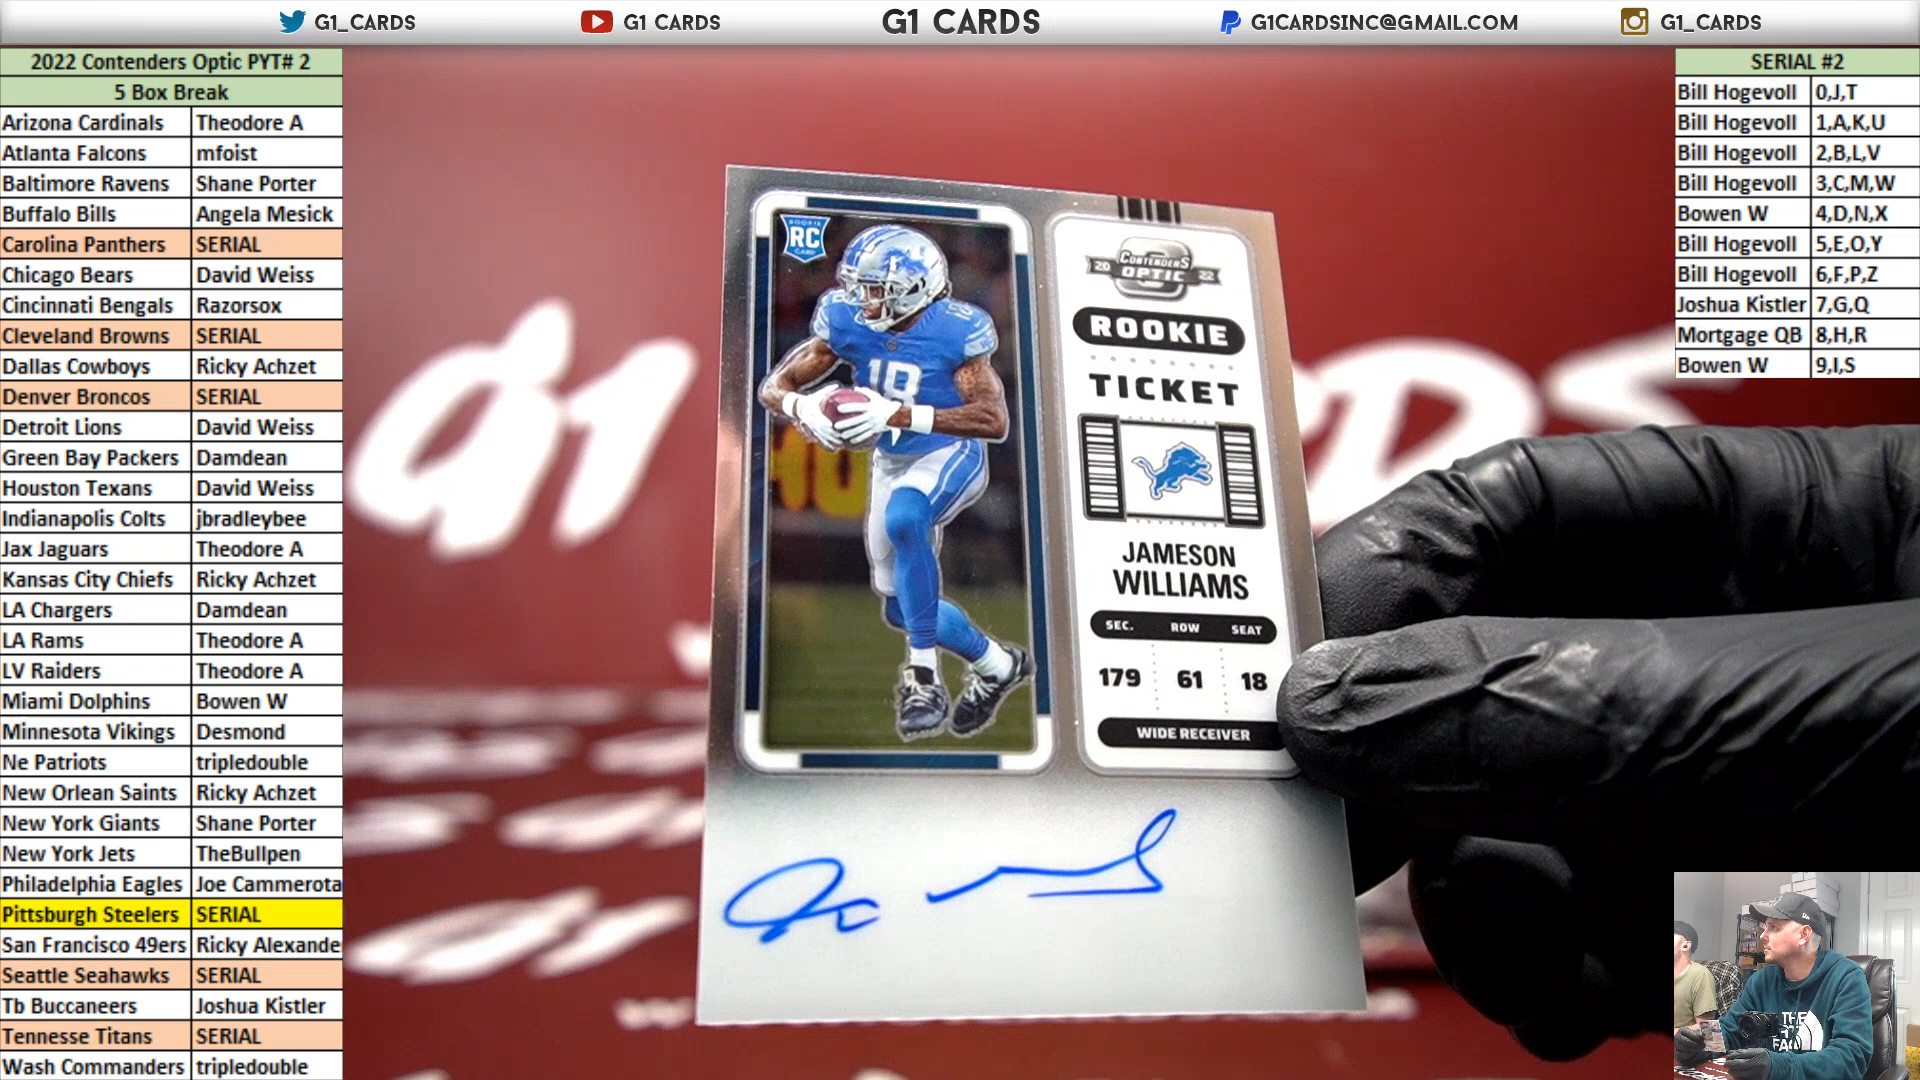 G1_CARDS G1 CARDS G1 CARDS G1CARDSINC@GMAIL.COM G1_CARDS
2022 Contenders Optic PYT# 2
5 Box Break
Arizona Cardinals Theodore A
Atlanta Falcons mfoist
Baltimore Ravens Shane Porter
Buffalo Bills Angela Mesick
Carolina Panthers SERIAL
Chicago Bears David Weiss
Cincinnati Bengals Razorsox
Cleveland Browns SERIAL
Dallas Cowboys Ricky Achzet
Denver Broncos SERIAL
Detroit Lions David Weiss
Green Bay Packers Damdean
Houston Texans David Weiss
Indianapolis Colts jbradleybee
Jax Jaguars Theodore A
Kansas City Chiefs Ricky Achzet
LA Chargers Damdean
LA Rams Theodore A
LV Raiders Theodore A
Miami Dolphins Bowen W
Minnesota Vikings Desmond
Ne Patriots tripledouble
New Orlean Saints Ricky Achzet
New York Giants Shane Porter
New York Jets TheBullpen
Philadelphia Eagles Joe Cammerota
Pittsburgh Steelers SERIAL
San Francisco 49ers Ricky Alexande
Seattle Seahawks SERIAL
Tb Buccaneers Joshua Kistler
Tennesse Titans SERIAL
Wash Commanders tripledouble
ROOKIE
RC
CARD
18
20 CONTENDERS 22
OPTIC
ROOKIE
TICKET
JAMESON
WILLIAMS
SEC. ROW SEAT
179 61 18
WIDE RECEIVER
G1
SERIAL #2
Bill Hogevoll 0,J,T
Bill Hogevoll 1,A,K,U
Bill Hogevoll 2,B,L,V
Bill Hogevoll 3,C,M,W
Bowen W 4,D,N,X
Bill Hogevoll 5,E,O,Y
Bill Hogevoll 6,F,P,Z
Joshua Kistler 7,G,Q
Mortgage QB 8,H,R
Bowen W 9,I,S
THE